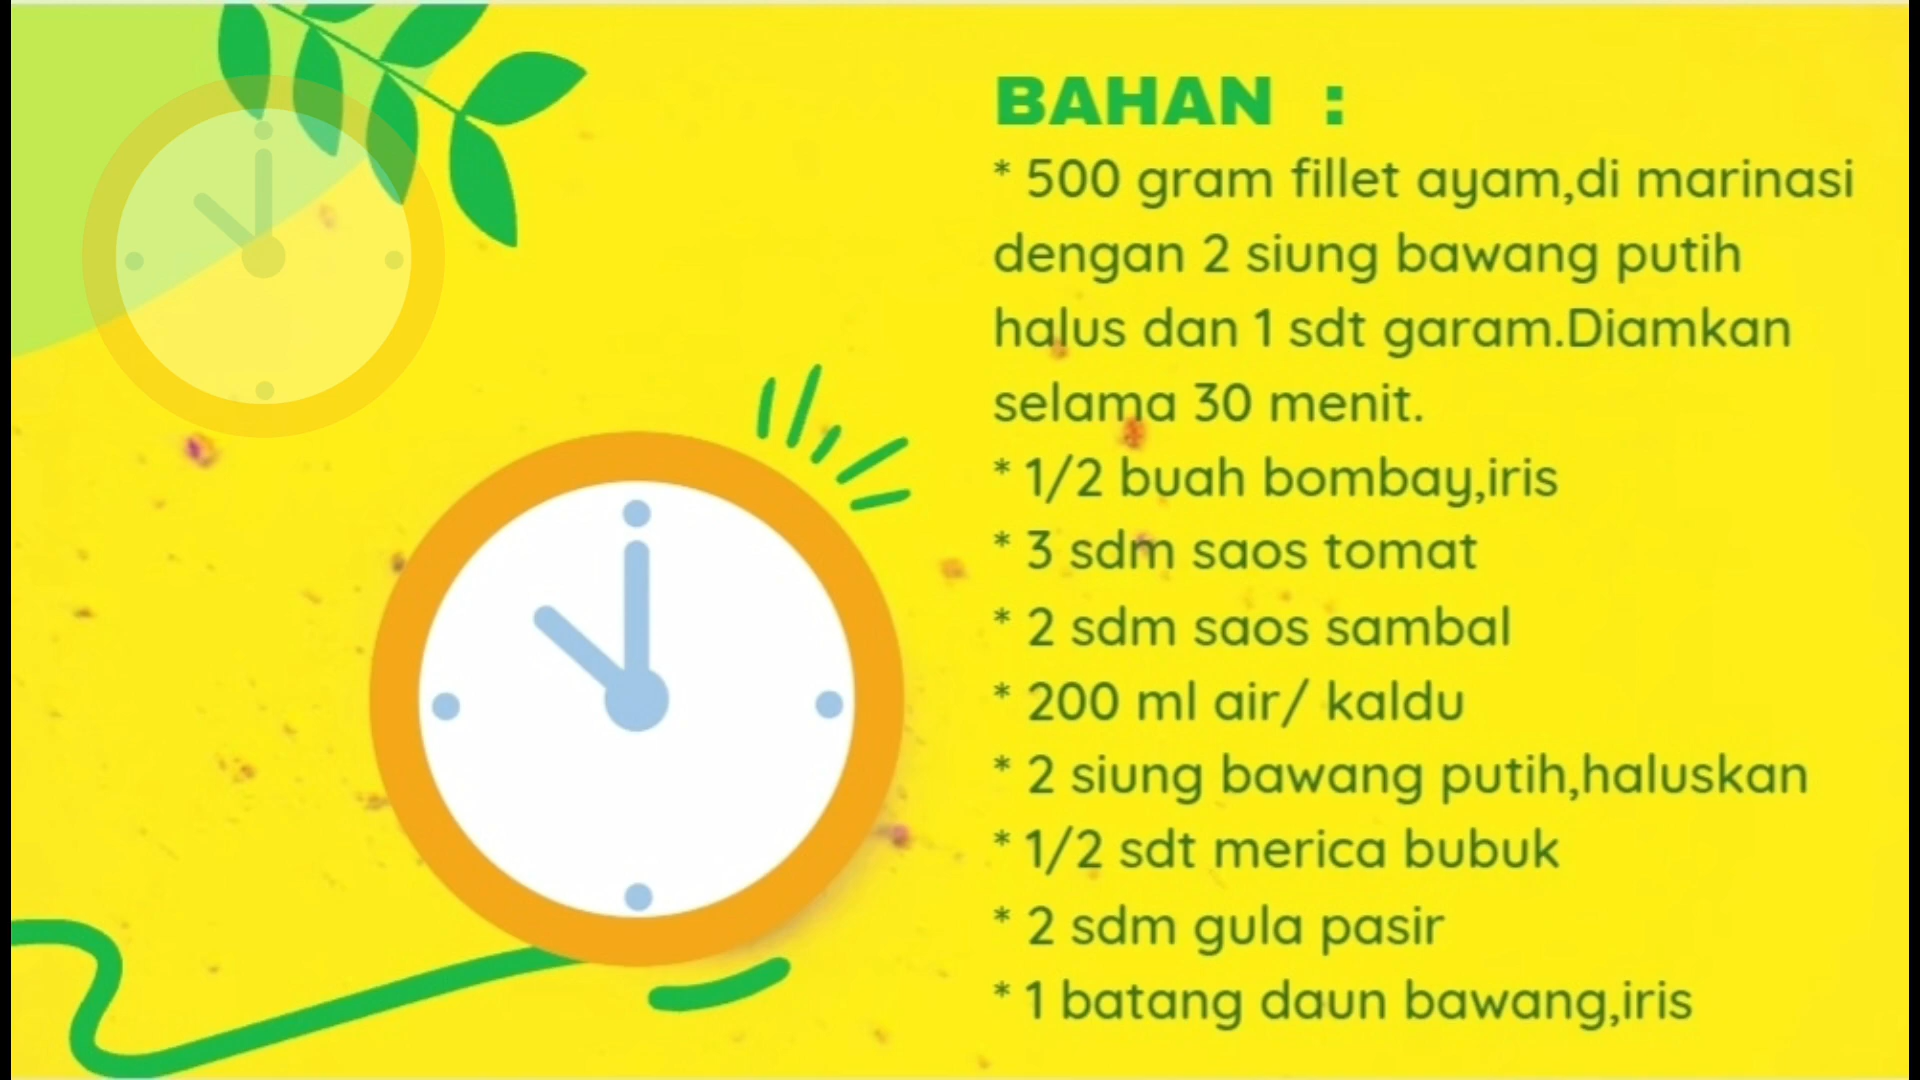 BAHAN :
* 500 gram fillet ayam,di marinasi
dengan 2 siung bawang putih
halus dan 1 sdt garam.Diamkan
selama 30 menit.
* 1/2 buah bombay,iris
* 3 sdm saos tomat
* 2 sdm saos sambal
* 200 ml air/ kaldu
* 2 siung bawang putih,haluskan
* 1/2 sdt merica bubuk
* 2 sdm gula pasir
* 1 batang daun bawang,iris